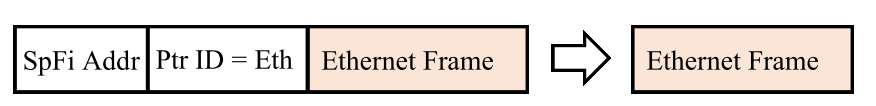 SpFi Addr Ptr ID = Eth Ethernet Frame Ethernet Frame